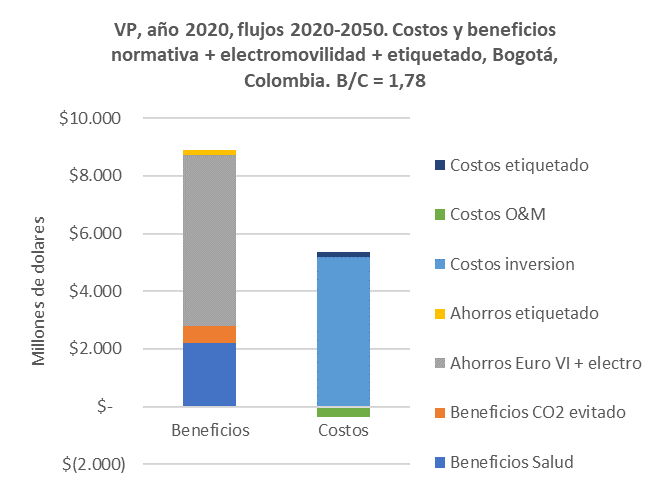 VP, año 2020, flujos 2020-2050. Costos y beneficios
normativa + electromovilidad + etiquetado, Bogotá,
Colombia. B/C = 1,78
Millones de dolares
$10.000
$8.000
$6.000
$4.000
$2.000
$-
$(2.000)
Beneficios
Costos
Costos etiquetado
Costos O&M
Costos inversion
Ahorros etiquetado
Ahorros Euro VI + electro
Beneficios CO2 evitado
Beneficios Salud